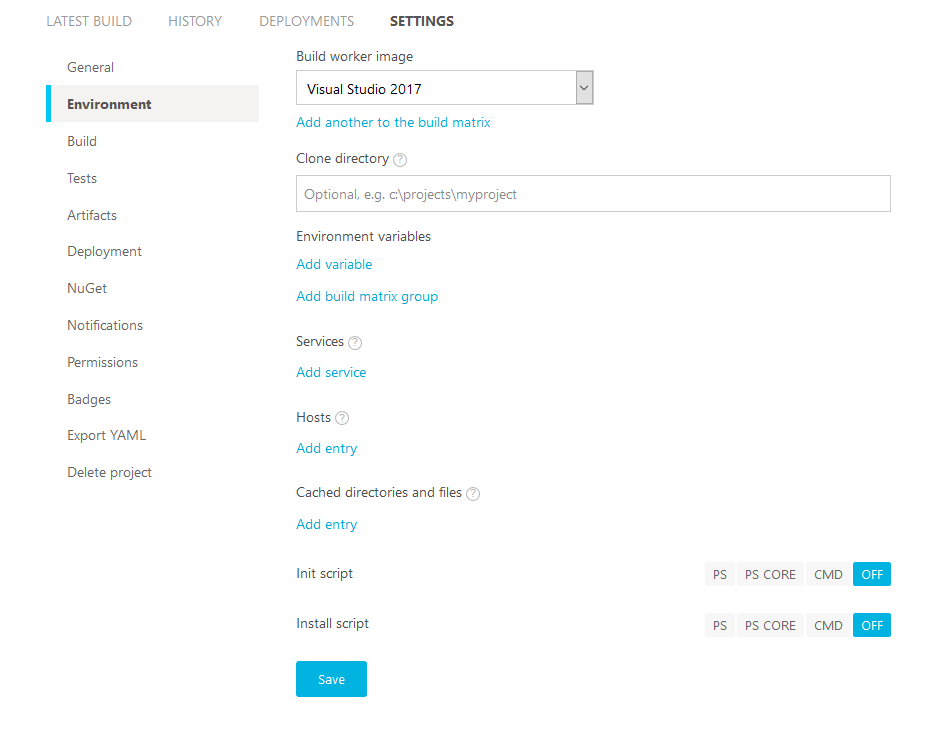 LATEST BUILD HISTORY DEPLOYMENTS SETTINGS
General
Environment
Build
Tests
Artifacts
Deployment
NuGet
Notifications
Permissions
Badges
Export YAML
Delete project
Build worker image
Visual Studio 2017
Add another to the build matrix
Clone directory ?
Optional, e.g. c:\projects\myproject
Environment variables
Add variable
Add build matrix group
Services ?
Add service
Hosts ?
Add entry
Cached directories and files ?
Add entry
Init script PS PS CORE CMD OFF
Install script PS PS CORE CMD OFF
Save